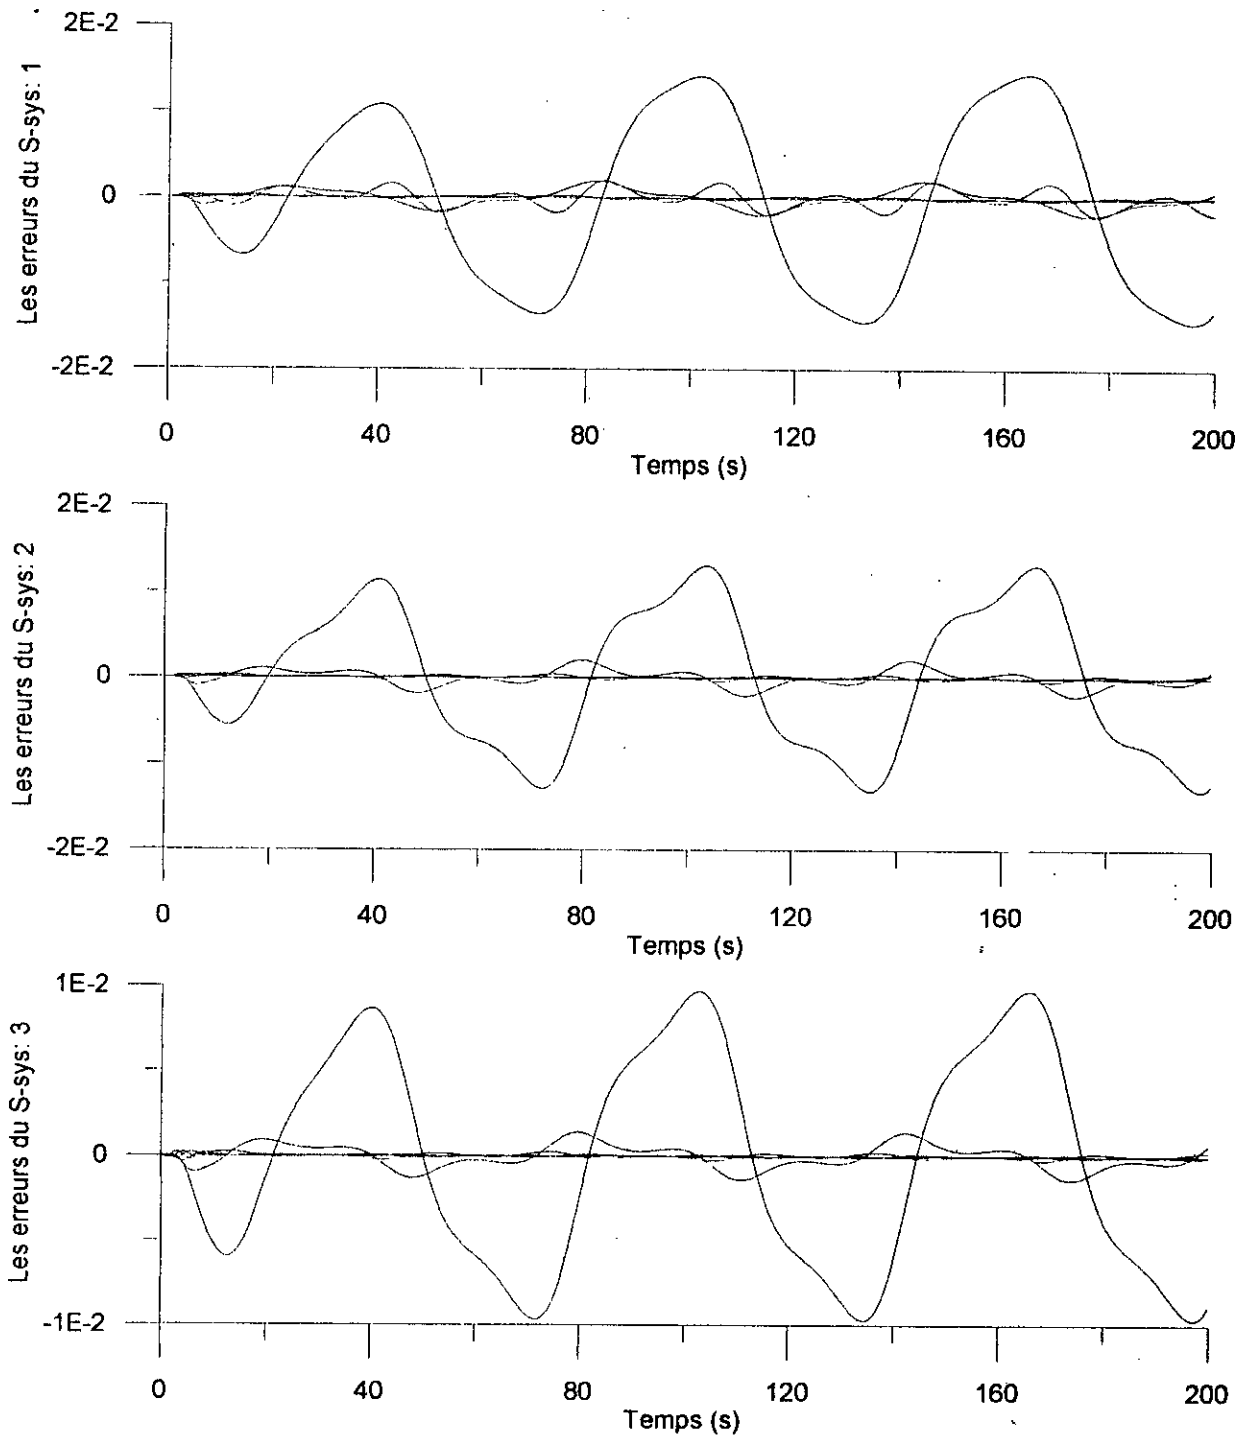 2E-2
Les erreurs du S-sys: 1
0
-2E-2
0 40 80 120 160 200
Temps (s)
2E-2
Les erreurs du S-sys: 2
0
-2E-2
0 40 80 120 160 200
Temps (s)
1E-2
Les erreurs du S-sys: 3
0
-1E-2
0 40 80 120 160 200
Temps (s)